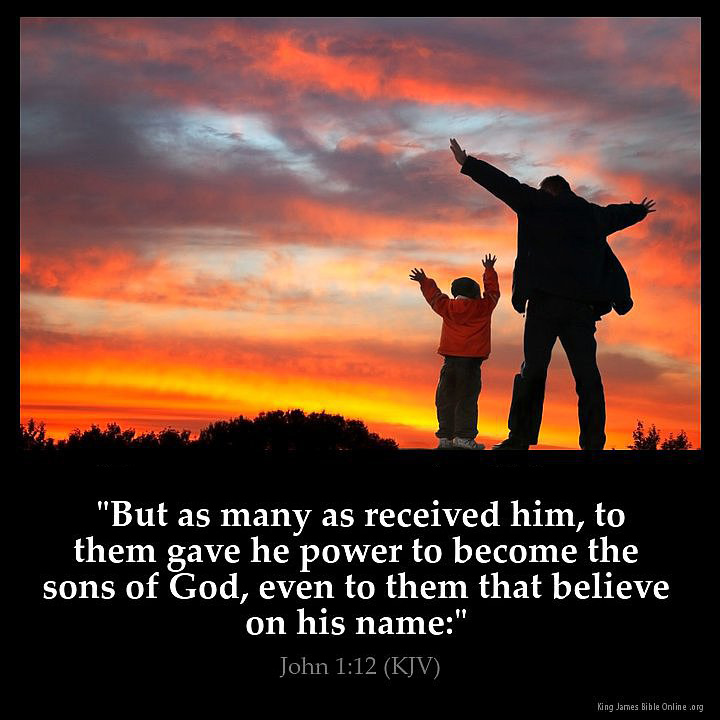 "But as many as received him, to
them gave he power to become the
sons of God, even to them that believe
on his name:"
John 1:12 (KJV)
King James Bible Online .org